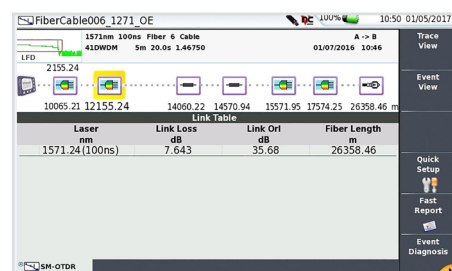 FiberCable006_1271_OE
100%
10:50 01/05/2017
1571nm 100ns Fiber 6 Cable
A -> B
41DWDM 5m 20.0s 1.46750
01/07/2016 10:46
LFD
Trace View
2155.24
Event View
10065.21 12155.24 14060.22 14570.94 15571.95 17574.25 26358.46 m
Link Table
Laser nm
Link Loss dB
Link Orl dB
Fiber Length m
1571.24(100ns) 7.643 35.68 26358.46
Quick Setup
Fast Report
Event Diagnosis
SM-OTDR